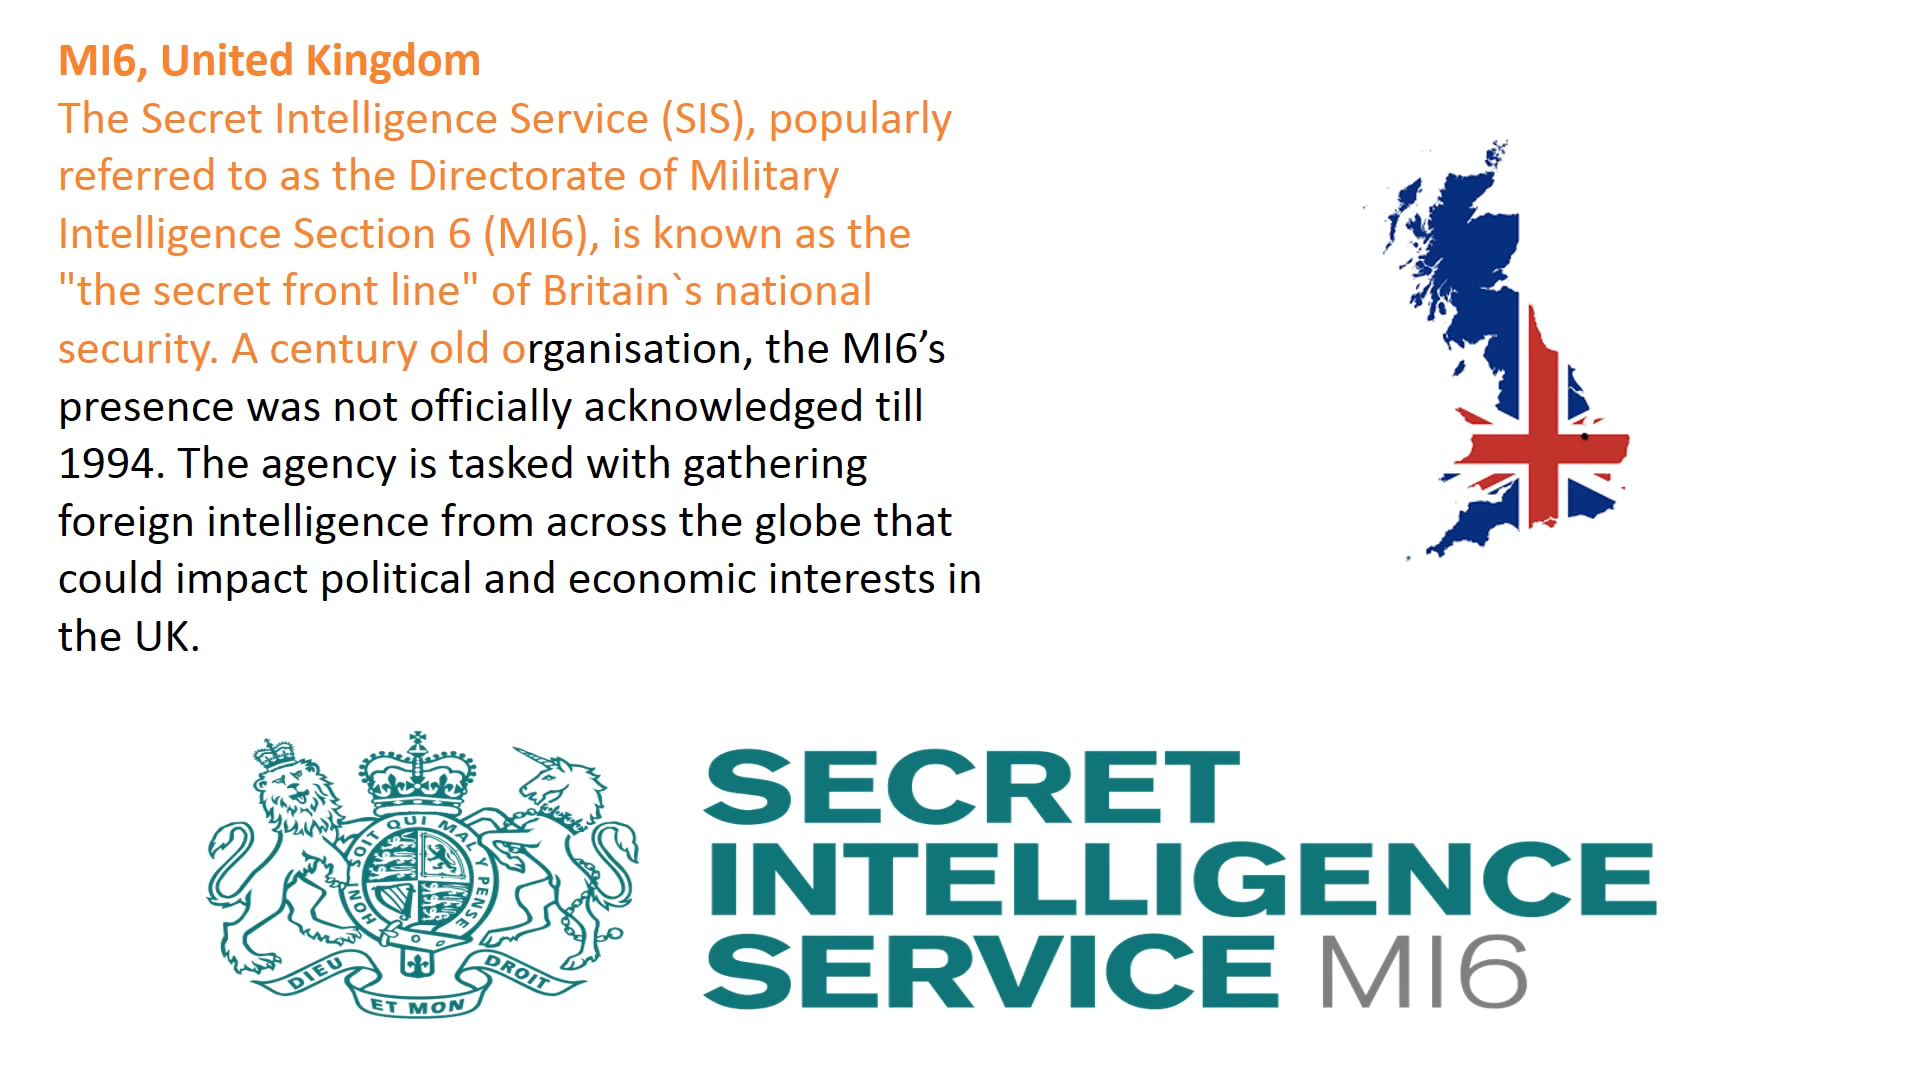 MI6, United Kingdom
The Secret Intelligence Service (SIS), popularly
referred to as the Directorate of Military
Intelligence Section 6 (MI6), is known as the
"the secret front line" of Britain`s national
security. A century old organisation, the MI6’s
presence was not officially acknowledged till
1994. The agency is tasked with gathering
foreign intelligence from across the globe that
could impact political and economic interests in
the UK.
HONI SOIT QUI MAL Y PENSE
DIEU ET MON DROIT
SECRET
INTELLIGENCE
SERVICE MI6